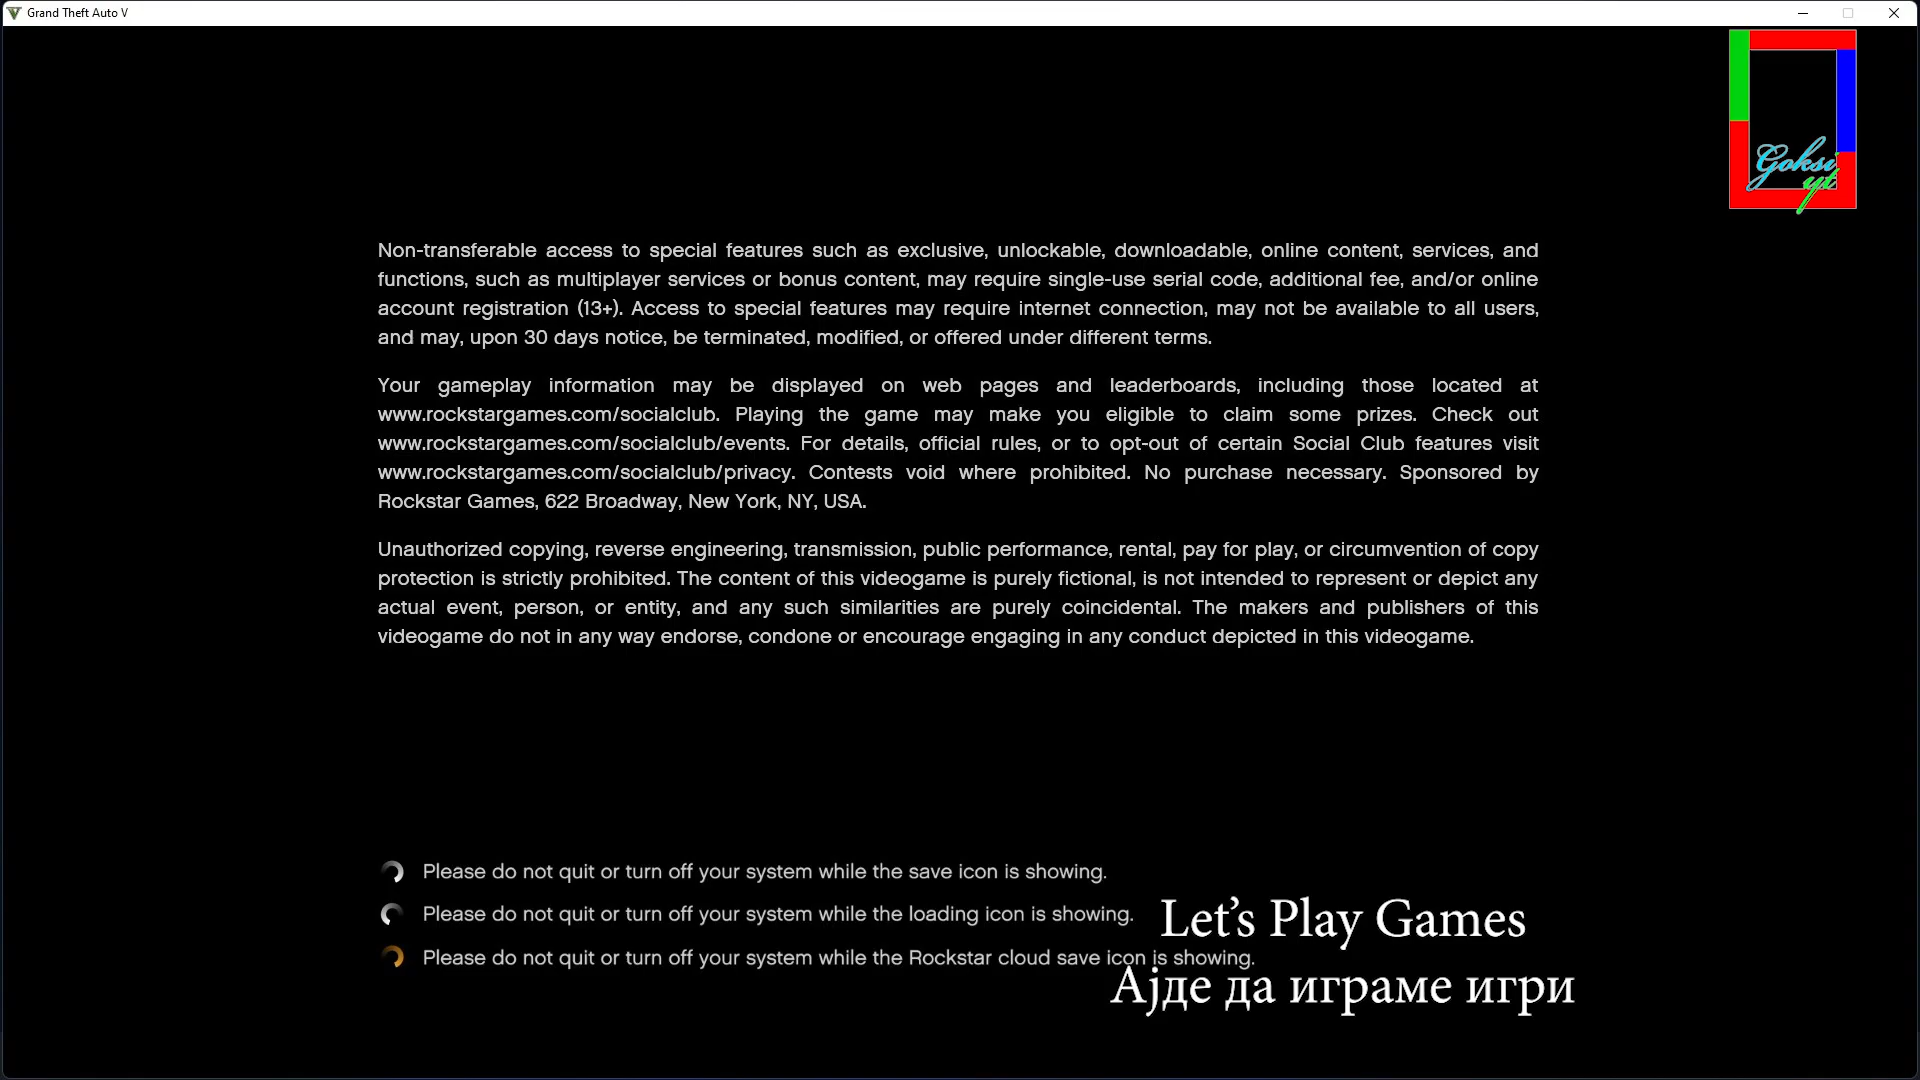 Grand Theft Auto V
Goksi
yt
Non-transferable access to special features such as exclusive, unlockable, downloadable, online content, services, and
functions, such as multiplayer services or bonus content, may require single-use serial code, additional fee, and/or online
account registration (13+). Access to special features may require internet connection, may not be available to all users,
and may, upon 30 days notice, be terminated, modified, or offered under different terms.
Your gameplay information may be displayed on web pages and leaderboards, including those located at
www.rockstargames.com/socialclub. Playing the game may make you eligible to claim some prizes. Check out
www.rockstargames.com/socialclub/events. For details, official rules, or to opt-out of certain Social Club features visit
www.rockstargames.com/socialclub/privacy. Contests void where prohibited. No purchase necessary. Sponsored by
Rockstar Games, 622 Broadway, New York, NY, USA.
Unauthorized copying, reverse engineering, transmission, public performance, rental, pay for play, or circumvention of copy
protection is strictly prohibited. The content of this videogame is purely fictional, is not intended to represent or depict any
actual event, person, or entity, and any such similarities are purely coincidental. The makers and publishers of this
videogame do not in any way endorse, condone or encourage engaging in any conduct depicted in this videogame.
Please do not quit or turn off your system while the save icon is showing.
Please do not quit or turn off your system while the loading icon is showing.
Please do not quit or turn off your system while the Rockstar cloud save icon is showing.
Let's Play Games
Ајде да играме игри